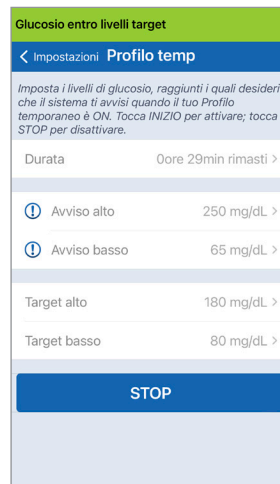 Glucosio entro livelli target
< Impostazioni Profilo temp
Imposta i livelli di glucosio, raggiunti i quali desideri
che il sistema ti avvisi quando il tuo Profilo
temporaneo è ON. Tocca INIZIO per attivare; tocca
STOP per disattivare.
Durata 0ore 29min rimasti >
Avviso alto 250 mg/dL >
Avviso basso 65 mg/dL >
Target alto 180 mg/dL >
Target basso 80 mg/dL >
STOP